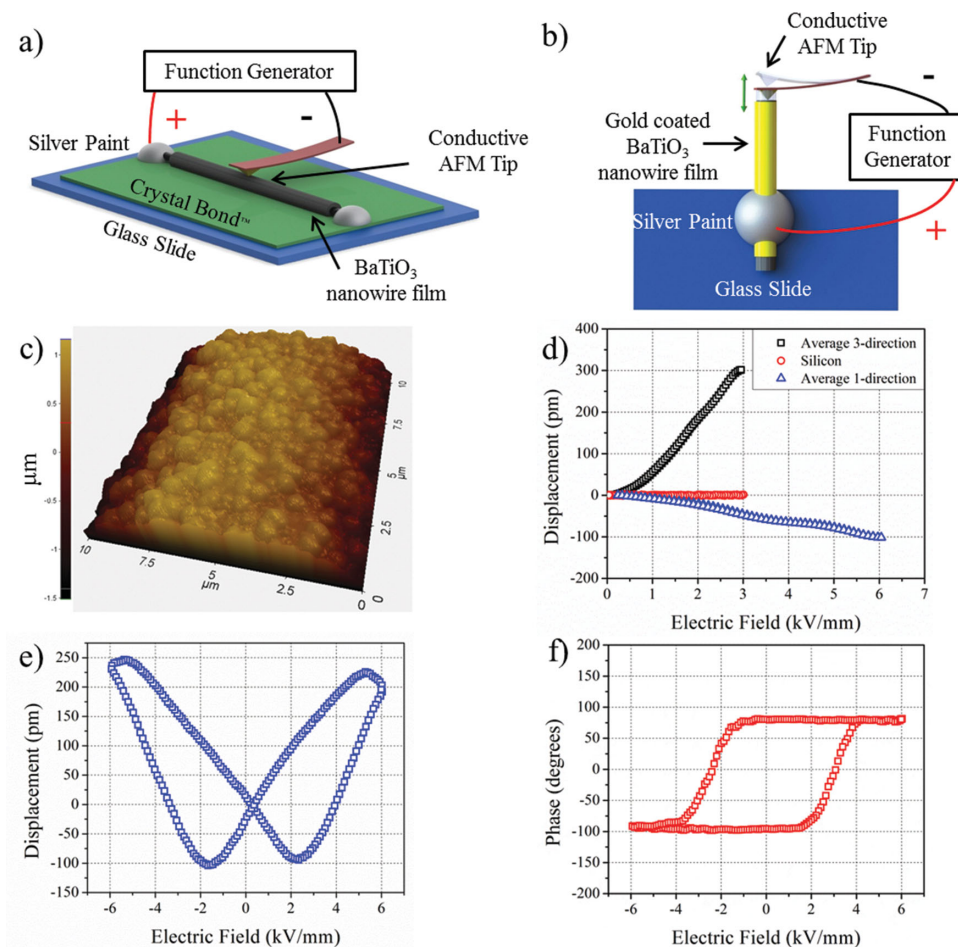 a)
Function Generator
+
-
Silver Paint
Conductive
AFM Tip
Crystal Bond™
Glass Slide
BaTiO3
nanowire film
b)
Conductive
AFM Tip
-
Gold coated
BaTiO3
nanowire film
Function
Generator
Silver Paint
+
Glass Slide
c)
μm
1
0.5
0
-0.5
-1
-1.5
10
7.5
5
μm
2.5
0
10
7.5
5
μm
2.5
0
d)
Displacement (pm)
400
300
200
100
0
-100
-200
Average 3-direction
Silicon
Average 1-direction
0 1 2 3 4 5 6 7
Electric Field (kV/mm)
e)
Displacement (pm)
250
200
150
100
50
0
-50
-100
-150
-6 -4 -2 0 2 4 6
Electric Field (kV/mm)
f)
Phase (degrees)
200
150
100
50
0
-50
-100
-150
-200
-6 -4 -2 0 2 4 6
Electric Field (kV/mm)